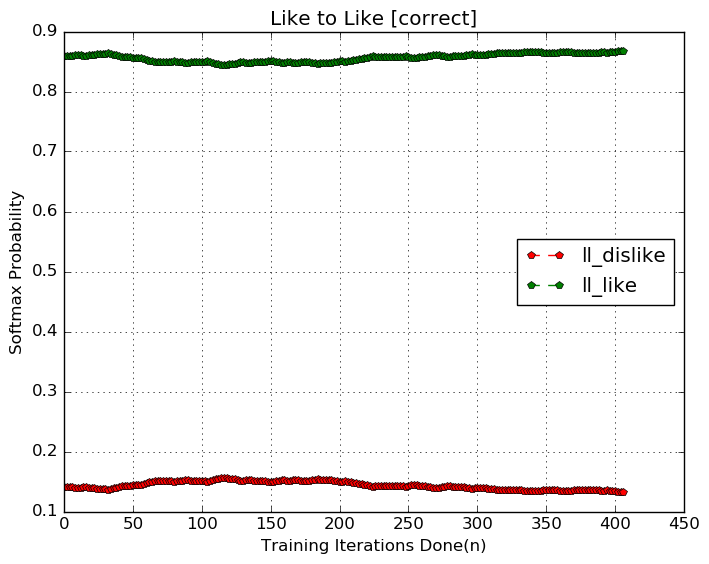 Like to Like [correct]
Softmax Probability
0.9
0.8
0.7
0.6
0.5
0.4
0.3
0.2
0.1
ll_dislike
ll_like
0 50 100 150 200 250 300 350 400 450
Training Iterations Done(n)